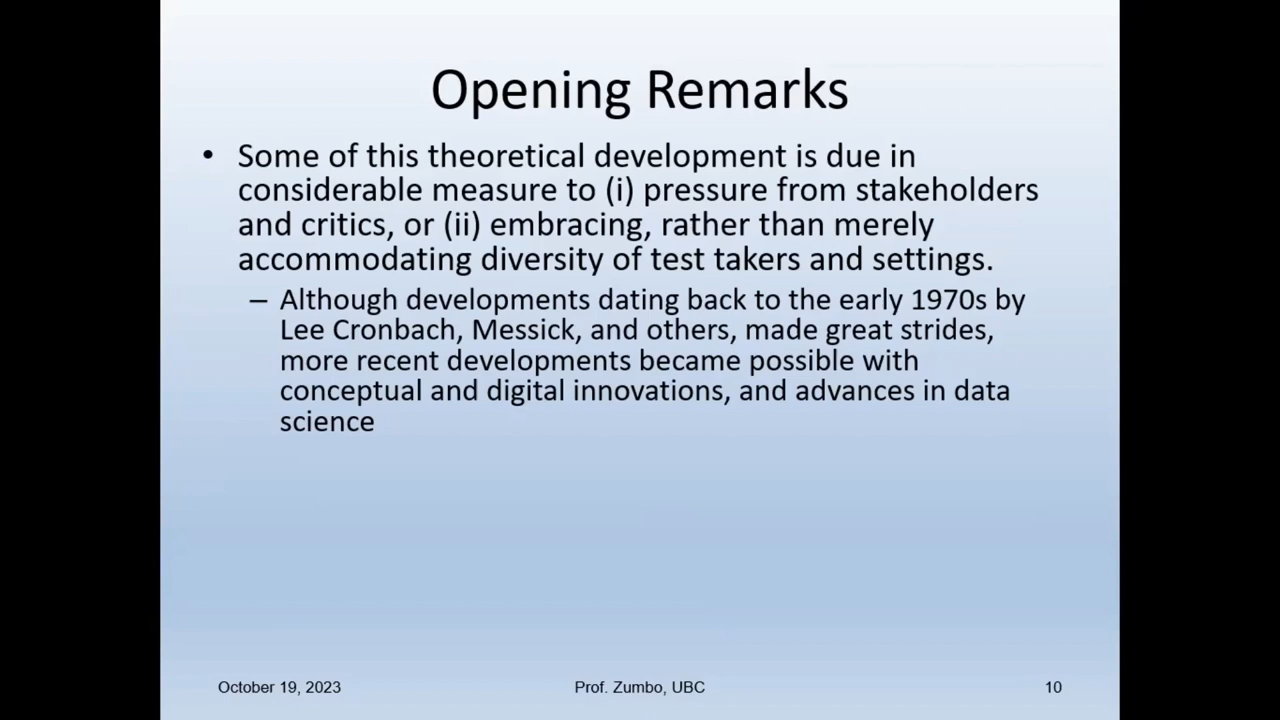 Opening Remarks
• Some of this theoretical development is due in
considerable measure to (i) pressure from stakeholders
and critics, or (ii) embracing, rather than merely
accommodating diversity of test takers and settings.
– Although developments dating back to the early 1970s by
Lee Cronbach, Messick, and others, made great strides,
more recent developments became possible with
conceptual and digital innovations, and advances in data
science
October 19, 2023
Prof. Zumbo, UBC
10